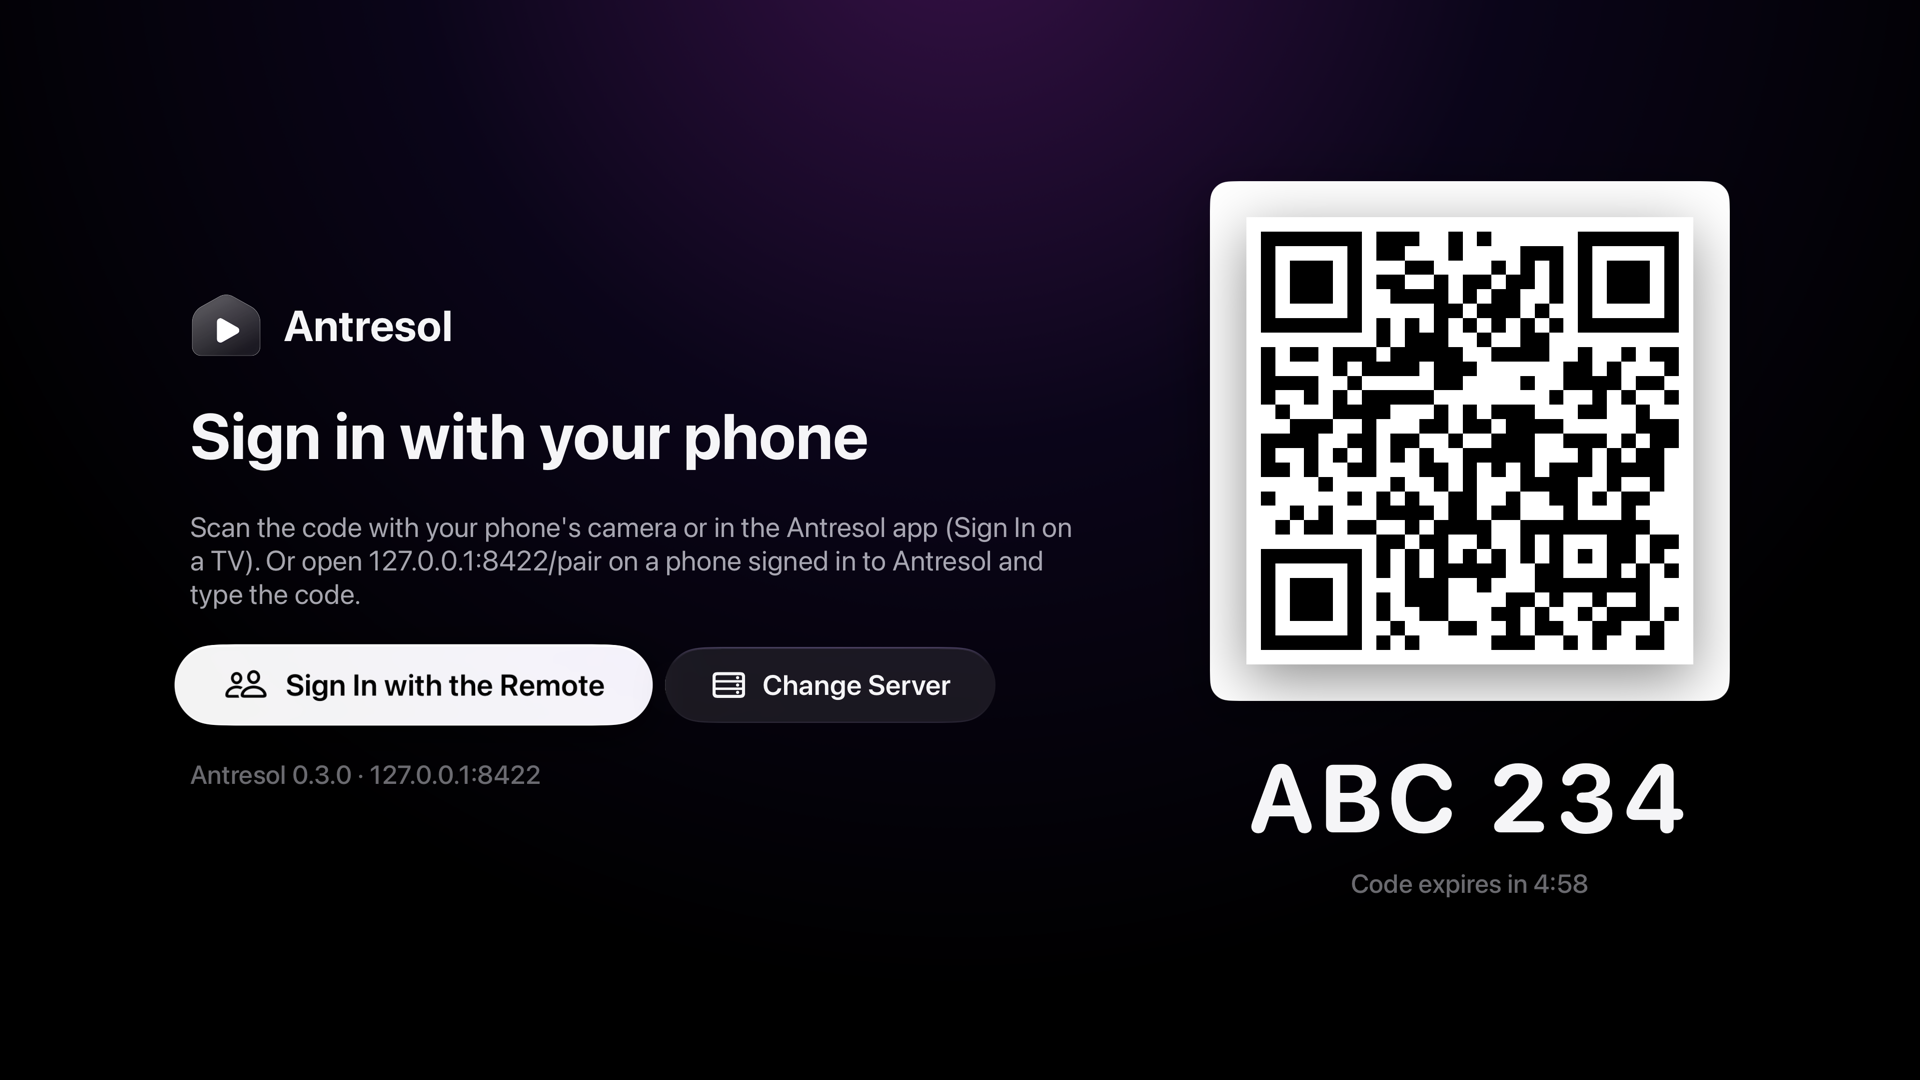 Antresol
Sign in with your phone
Scan the code with your phone's camera or in the Antresol app (Sign In on
a TV). Or open 127.0.0.1:8422/pair on a phone signed in to Antresol and
type the code.
Sign In with the Remote
Change Server
Antresol 0.3.0 · 127.0.0.1:8422
ABC 234
Code expires in 4:58